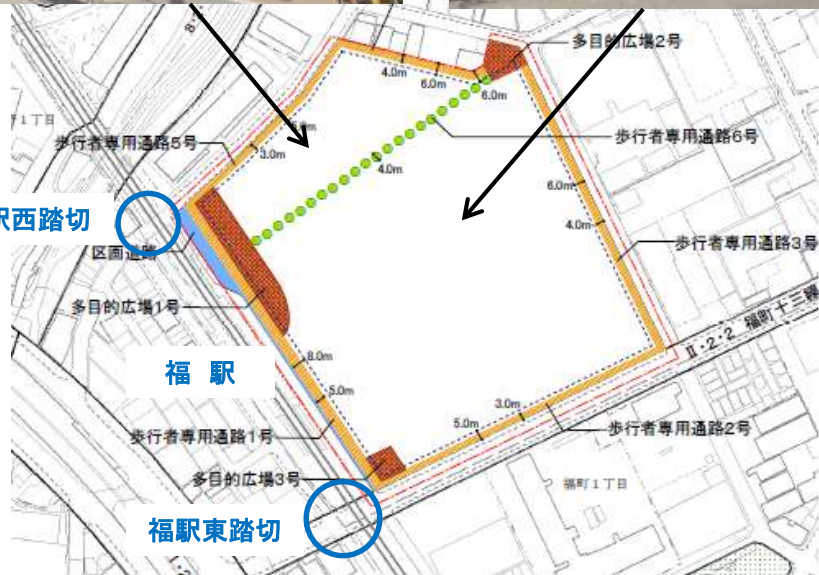 多目的広場2号
4.0m
6.0m
6.0m
歩行者専用通路6号
歩行者専用通路5号
3.0m
4.0m
6.0m
4.0m
駅西踏切
区画道路
歩行者専用通路3号
多目的広場1号
Ⅱ・2・2 福町十三線
福 駅
8.0m
5.0m
3.0m
5.0m
歩行者専用通路1号
歩行者専用通路2号
多目的広場3号
福町1丁目
福駅東踏切